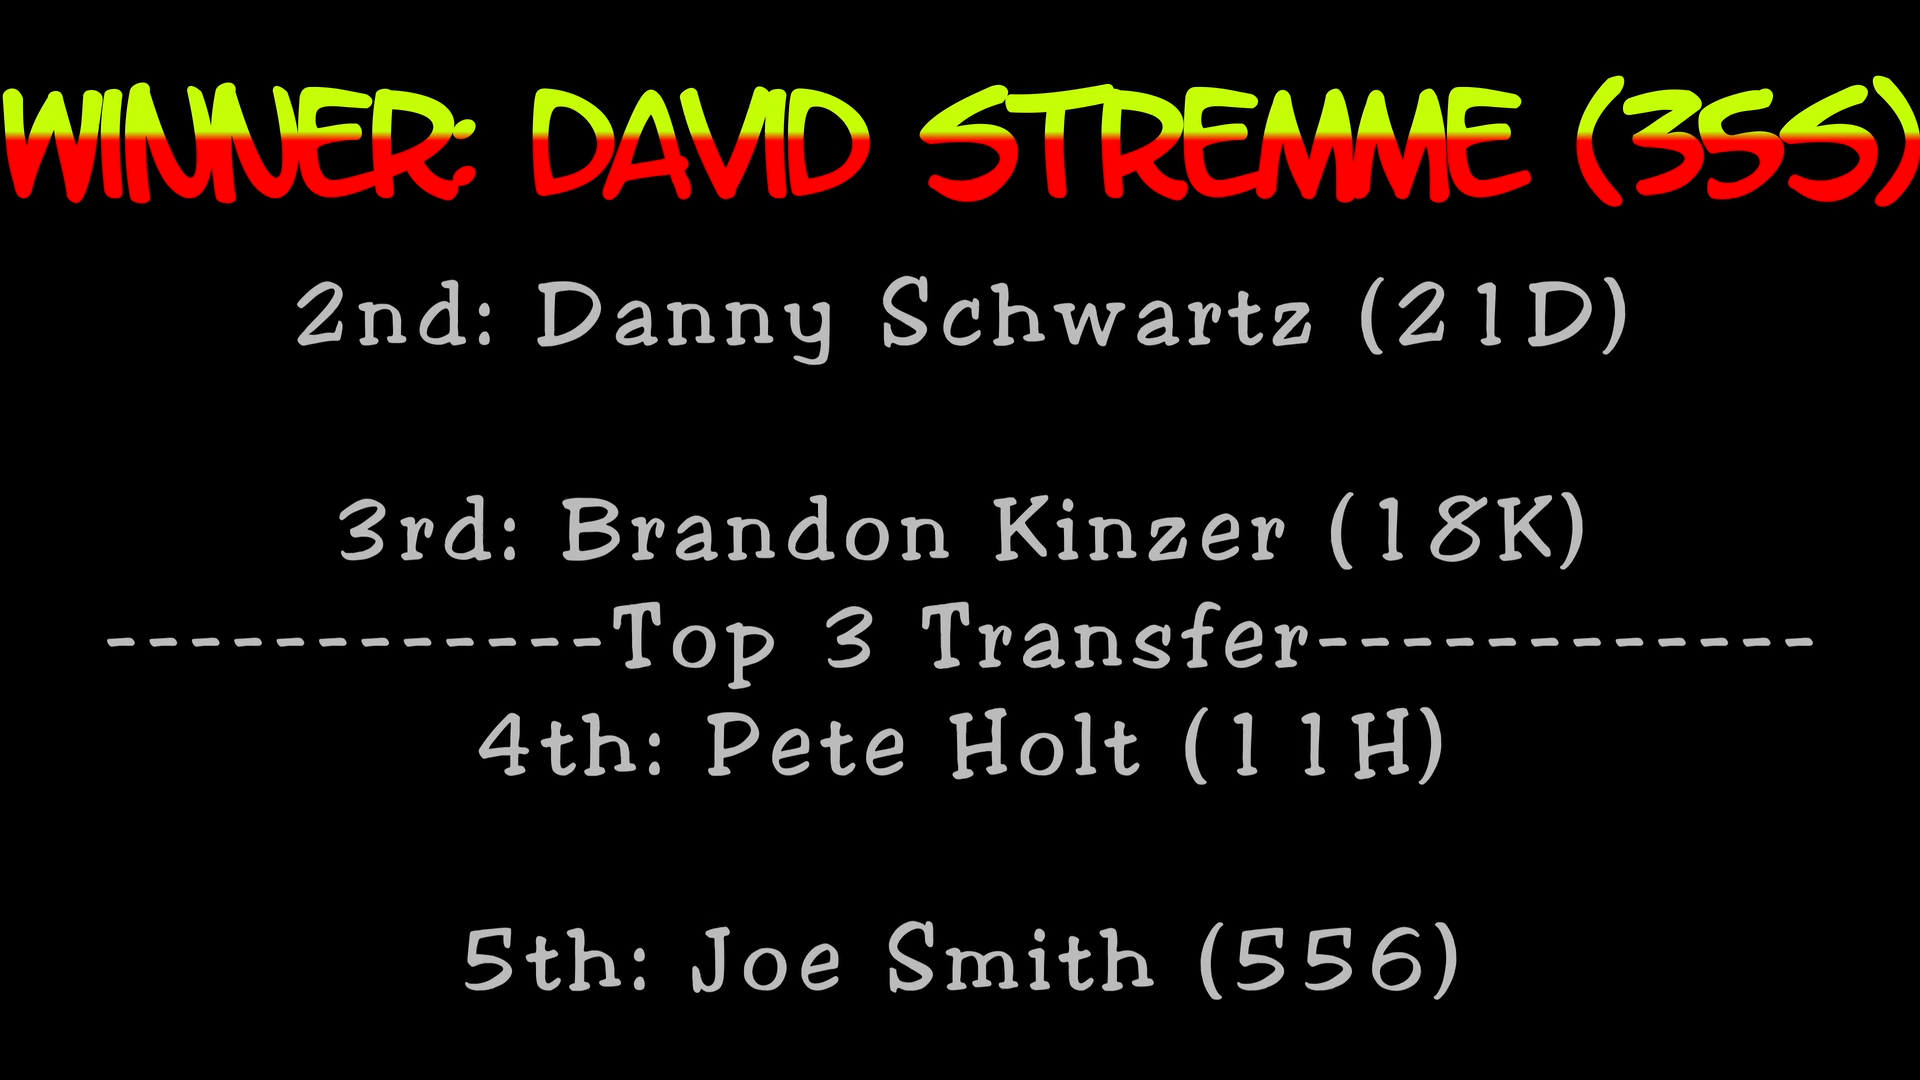 WINNER: DAVID STREMME (35S)
2nd: Danny Schwartz (21D)
3rd: Brandon Kinzer (18K)
------------Top 3 Transfer------------
4th: Pete Holt (11H)
5th: Joe Smith (556)